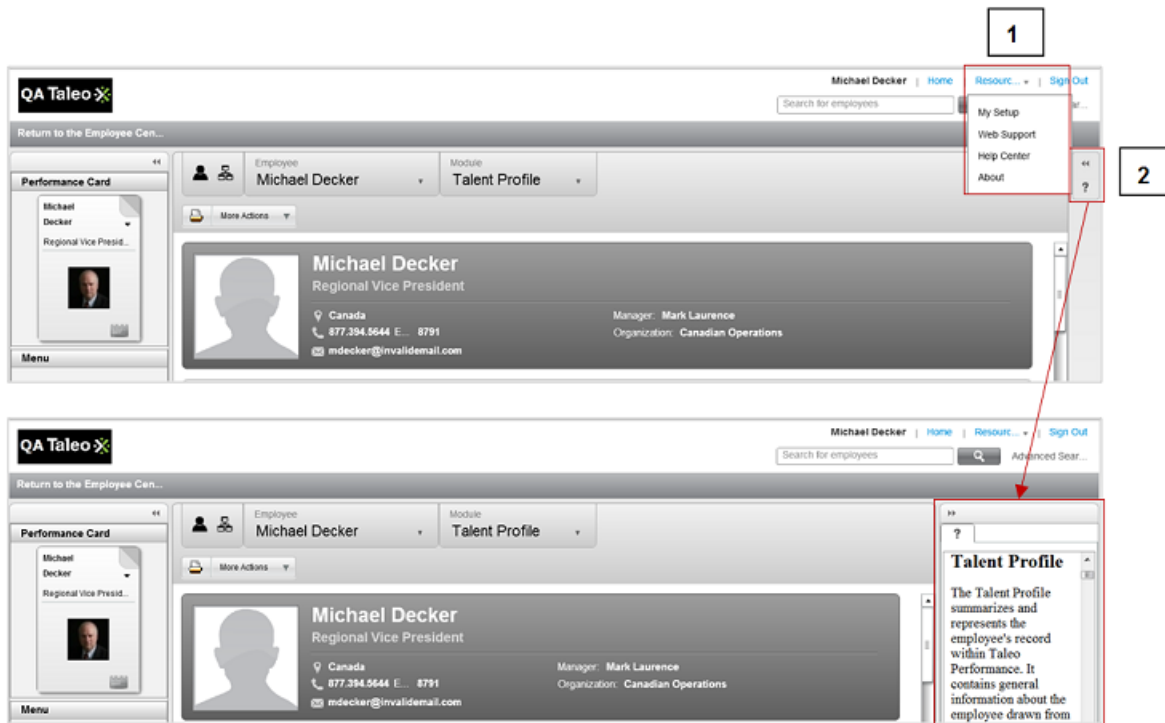 1
QA Taleo
Michael Decker | Home | Resourc... | Sign Out
Search for employees
My Setup
Web Support
Help Center
About
Return to the Employee Cen...
2
?
Performance Card
Michael
Decker
Regional Vice Presid...
Menu
Employee
Michael Decker
Module
Talent Profile
More Actions
Michael Decker
Regional Vice President
Canada
877.394.5644 E... 8791
mdecker@invalidemail.com
Manager: Mark Laurence
Organization: Canadian Operations
QA Taleo
Michael Decker | Home | Resourc... | Sign Out
Search for employees
Advanced Sear...
Return to the Employee Cen...
Performance Card
Michael
Decker
Regional Vice Presid...
Menu
Employee
Michael Decker
Module
Talent Profile
More Actions
Michael Decker
Regional Vice President
Canada
877.394.5644 E... 8791
mdecker@invalidemail.com
Manager: Mark Laurence
Organization: Canadian Operations
?
Talent Profile
The Talent Profile
summarizes and
represents the
employee's record
within Taleo
Performance. It
contains general
information about the
employee drawn from